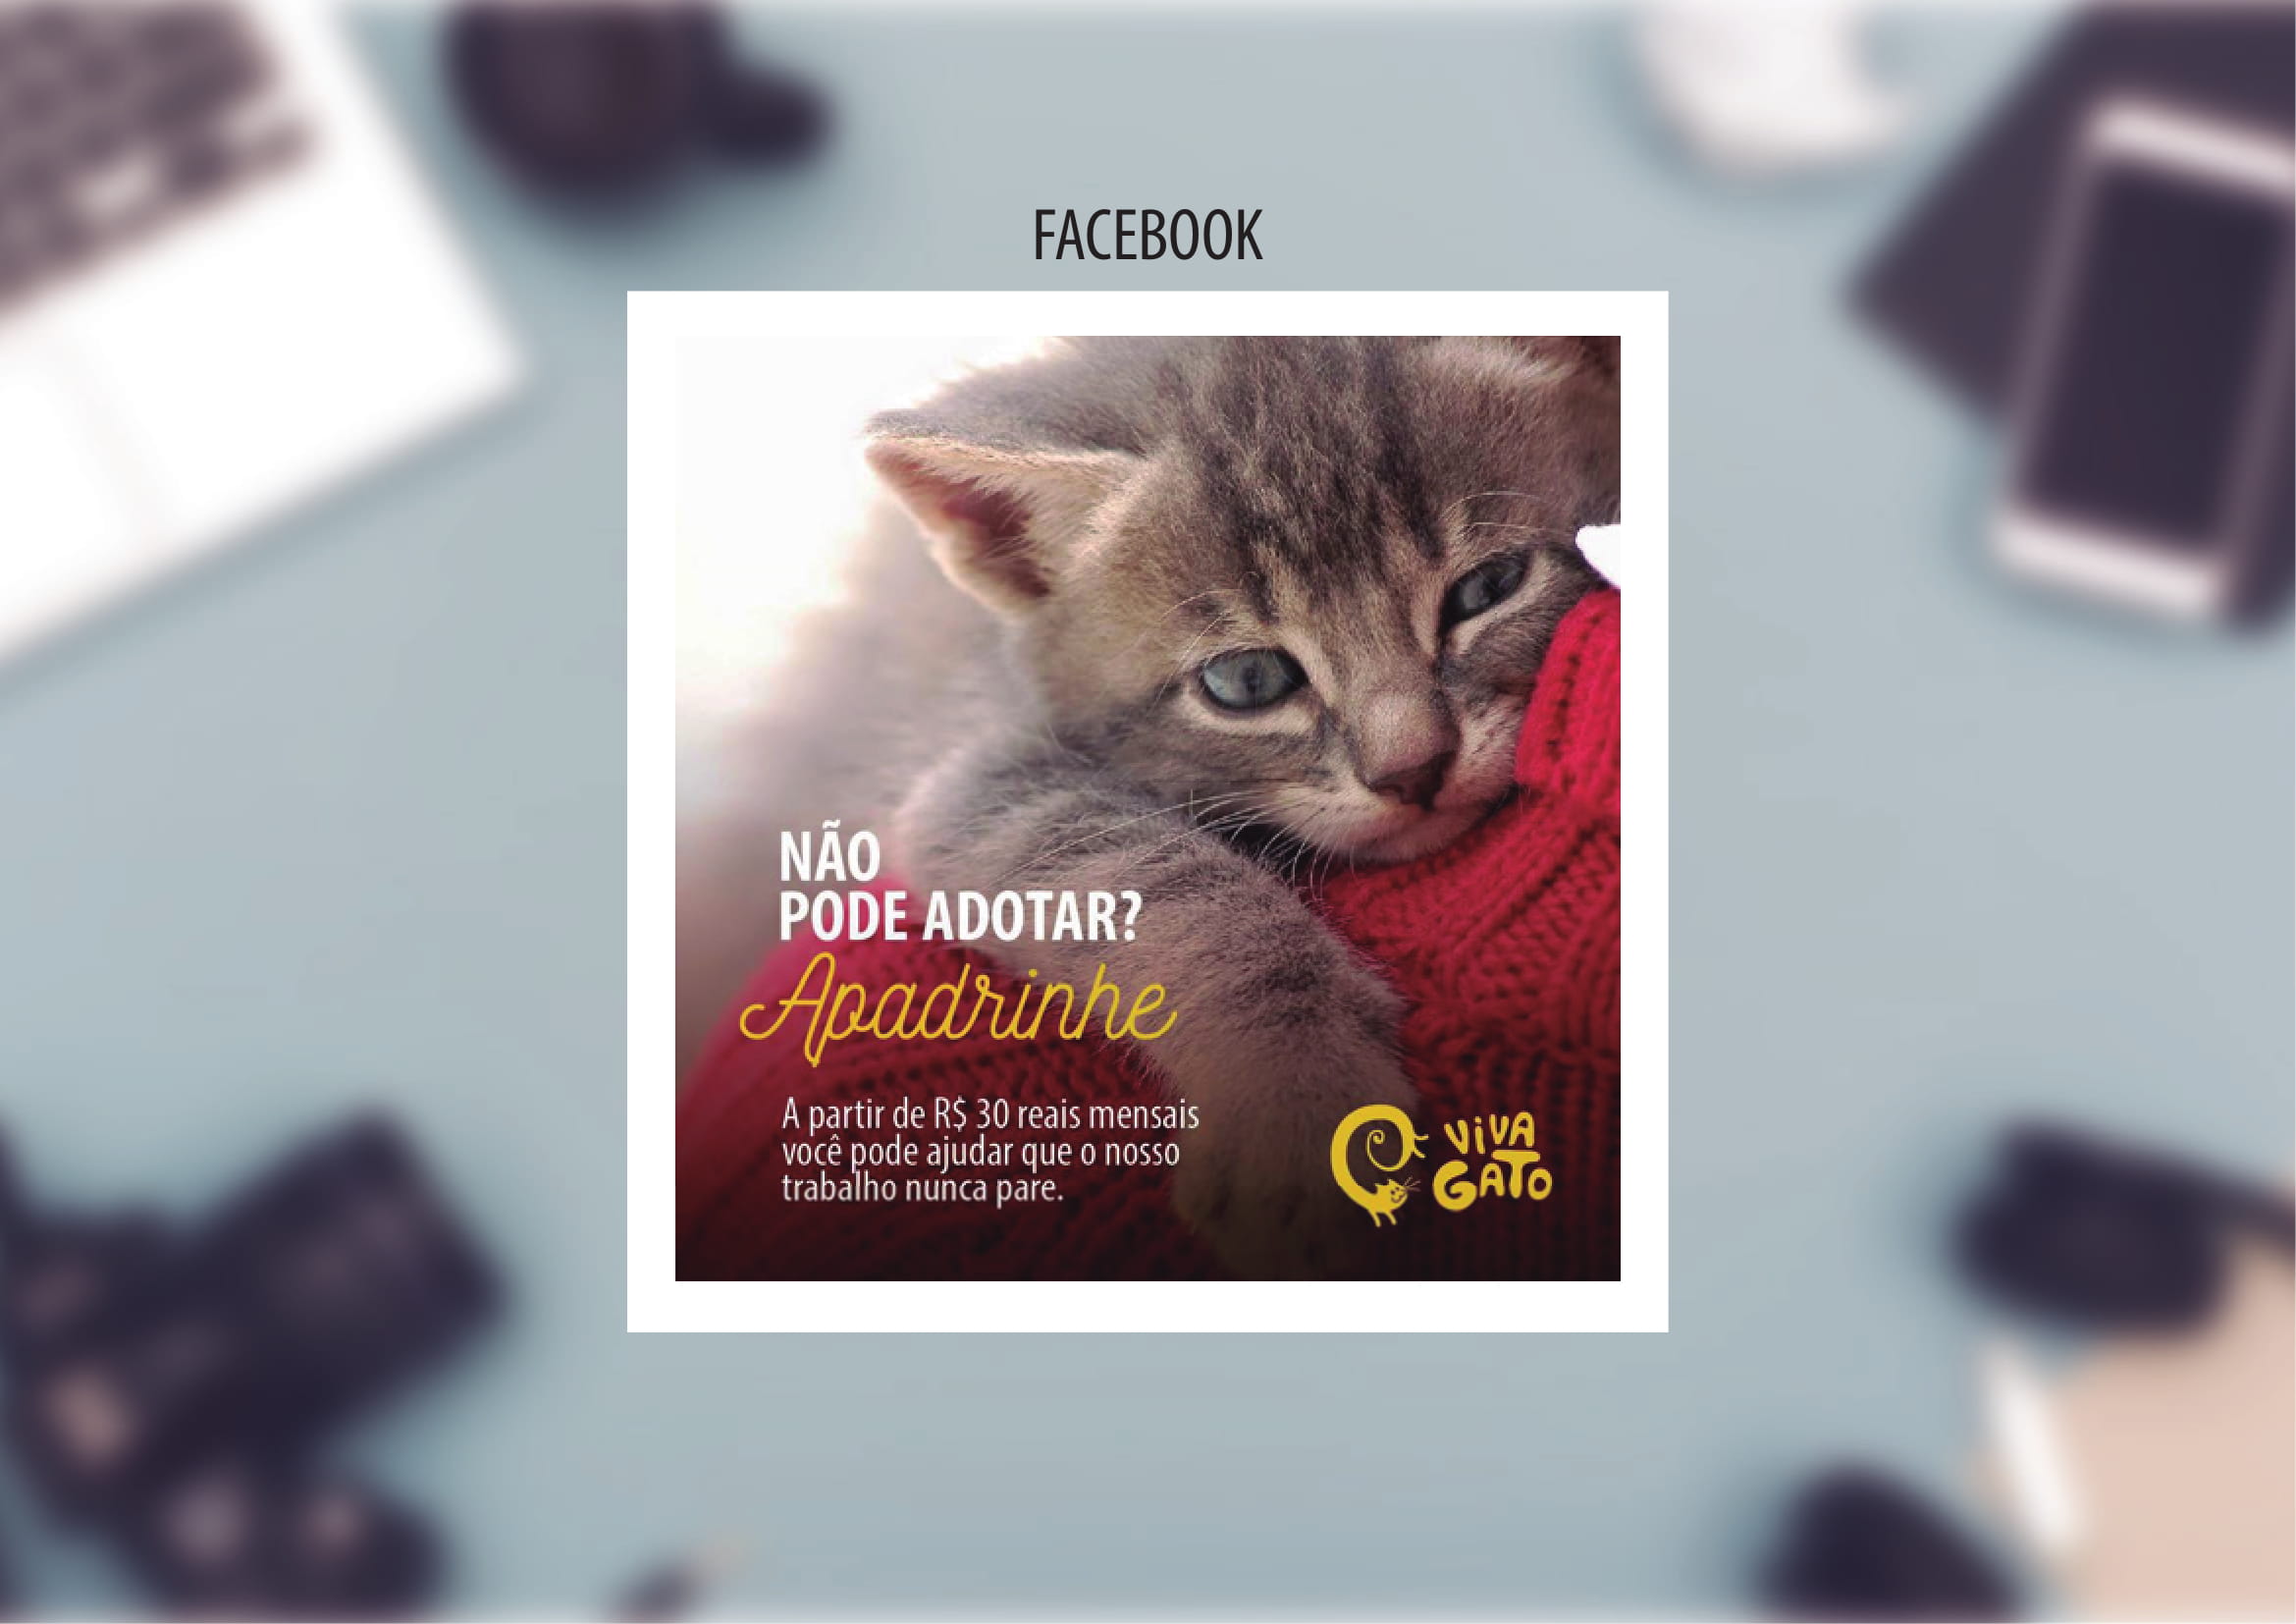 FACEBOOK
NÃO
PODE ADOTAR?
Apadrinhe
A partir de R$ 30 reais mensais
você pode ajudar que o nosso
trabalho nunca pare.
ViVA
GATO